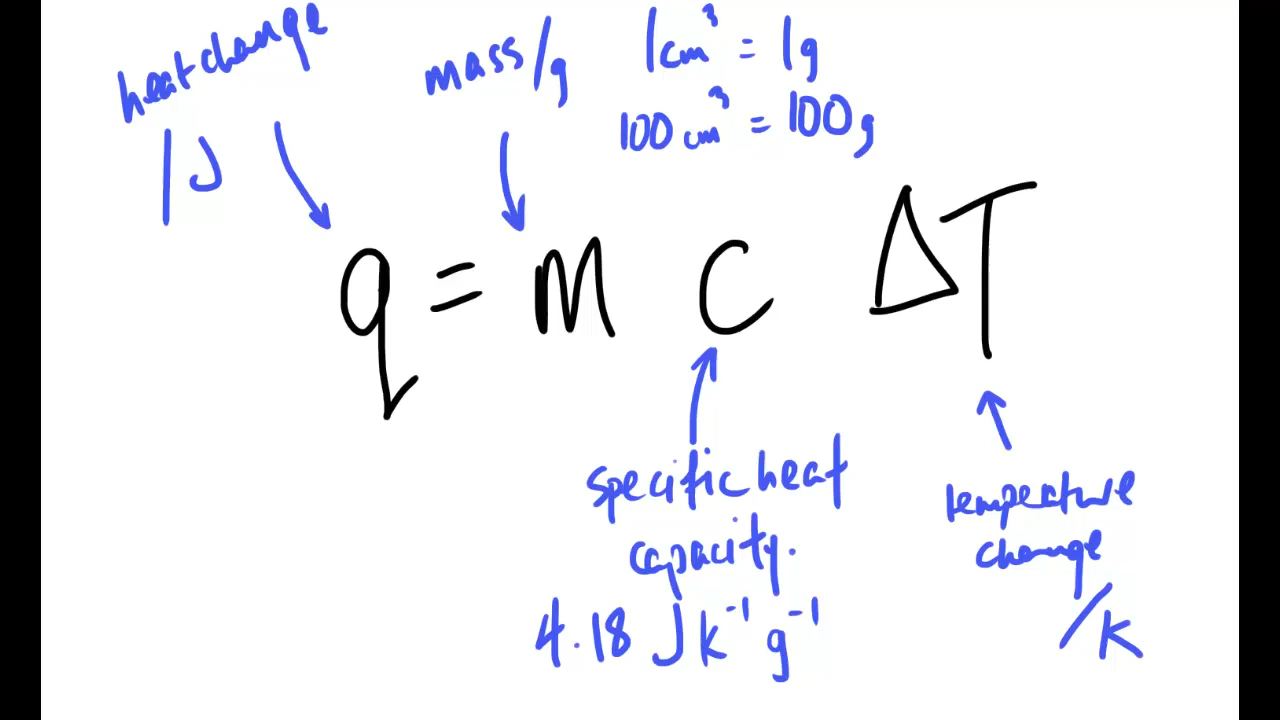 heat change
/J
mass/g
1cm³ = 1g
100cm³ = 100g
q = m c ΔT
specific heat
capacity.
4.18 J k⁻¹ g⁻¹
temperature
change
/K